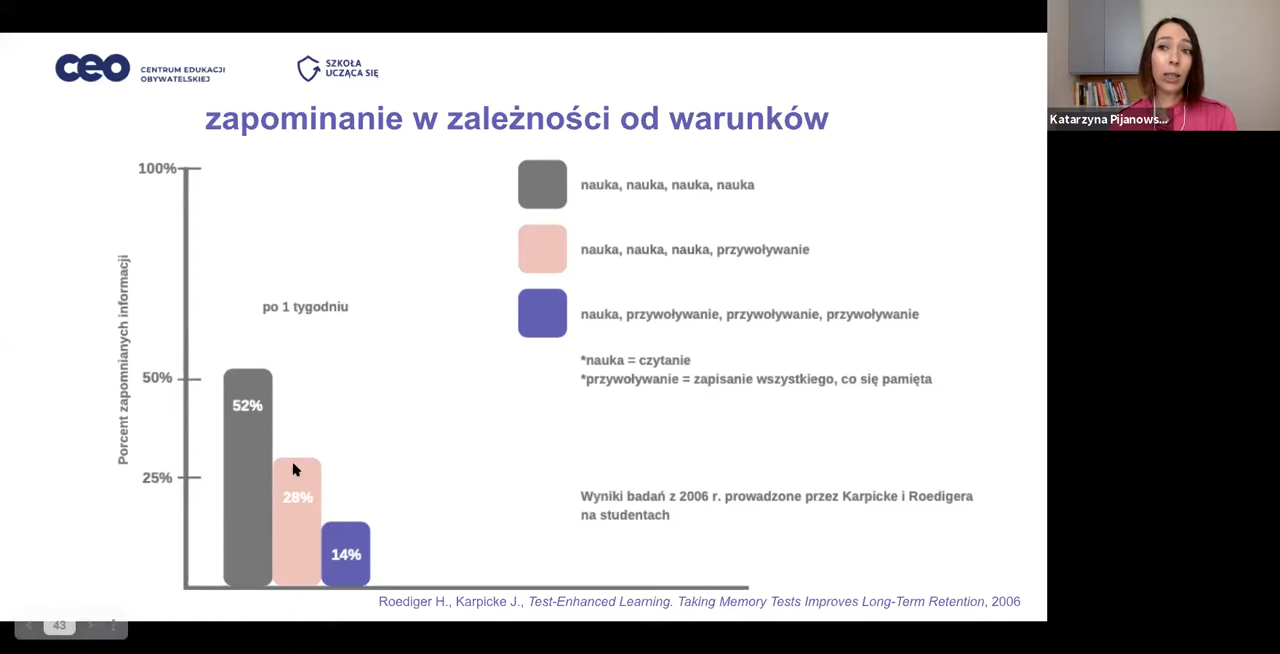 ceo
CENTRUM EDUKACJI
OBYWATELSKIEJ
SZKOŁA
UCZĄCA SIĘ
zapominanie w zależności od warunków
Katarzyna Pijanows...
100%
50%
25%
Porcent zapomnianych informacji
po 1 tygodniu
52%
28%
14%
nauka, nauka, nauka, nauka
nauka, nauka, nauka, przywoływanie
nauka, przywoływanie, przywoływanie, przywoływanie
*nauka = czytanie
*przywoływanie = zapisanie wszystkiego, co się pamięta
Wyniki badań z 2006 r. prowadzone przez Karpicke i Roedigera
na studentach
Roediger H., Karpicke J., Test-Enhanced Learning. Taking Memory Tests Improves Long-Term Retention, 2006
43